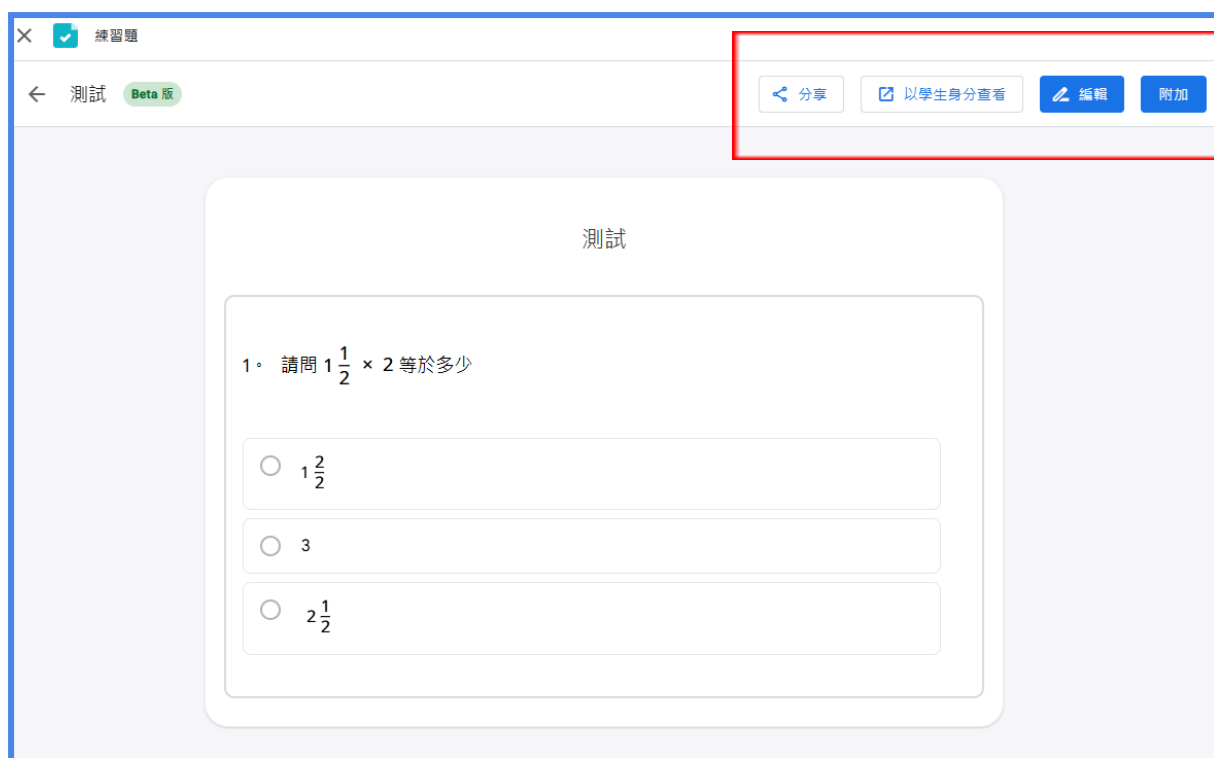 練習題
測試 Beta 版 分享 以學生身分查看 編輯 附加
測試
1。 請問 1 1/2 × 2 等於多少
1 2/2
3
2 1/2